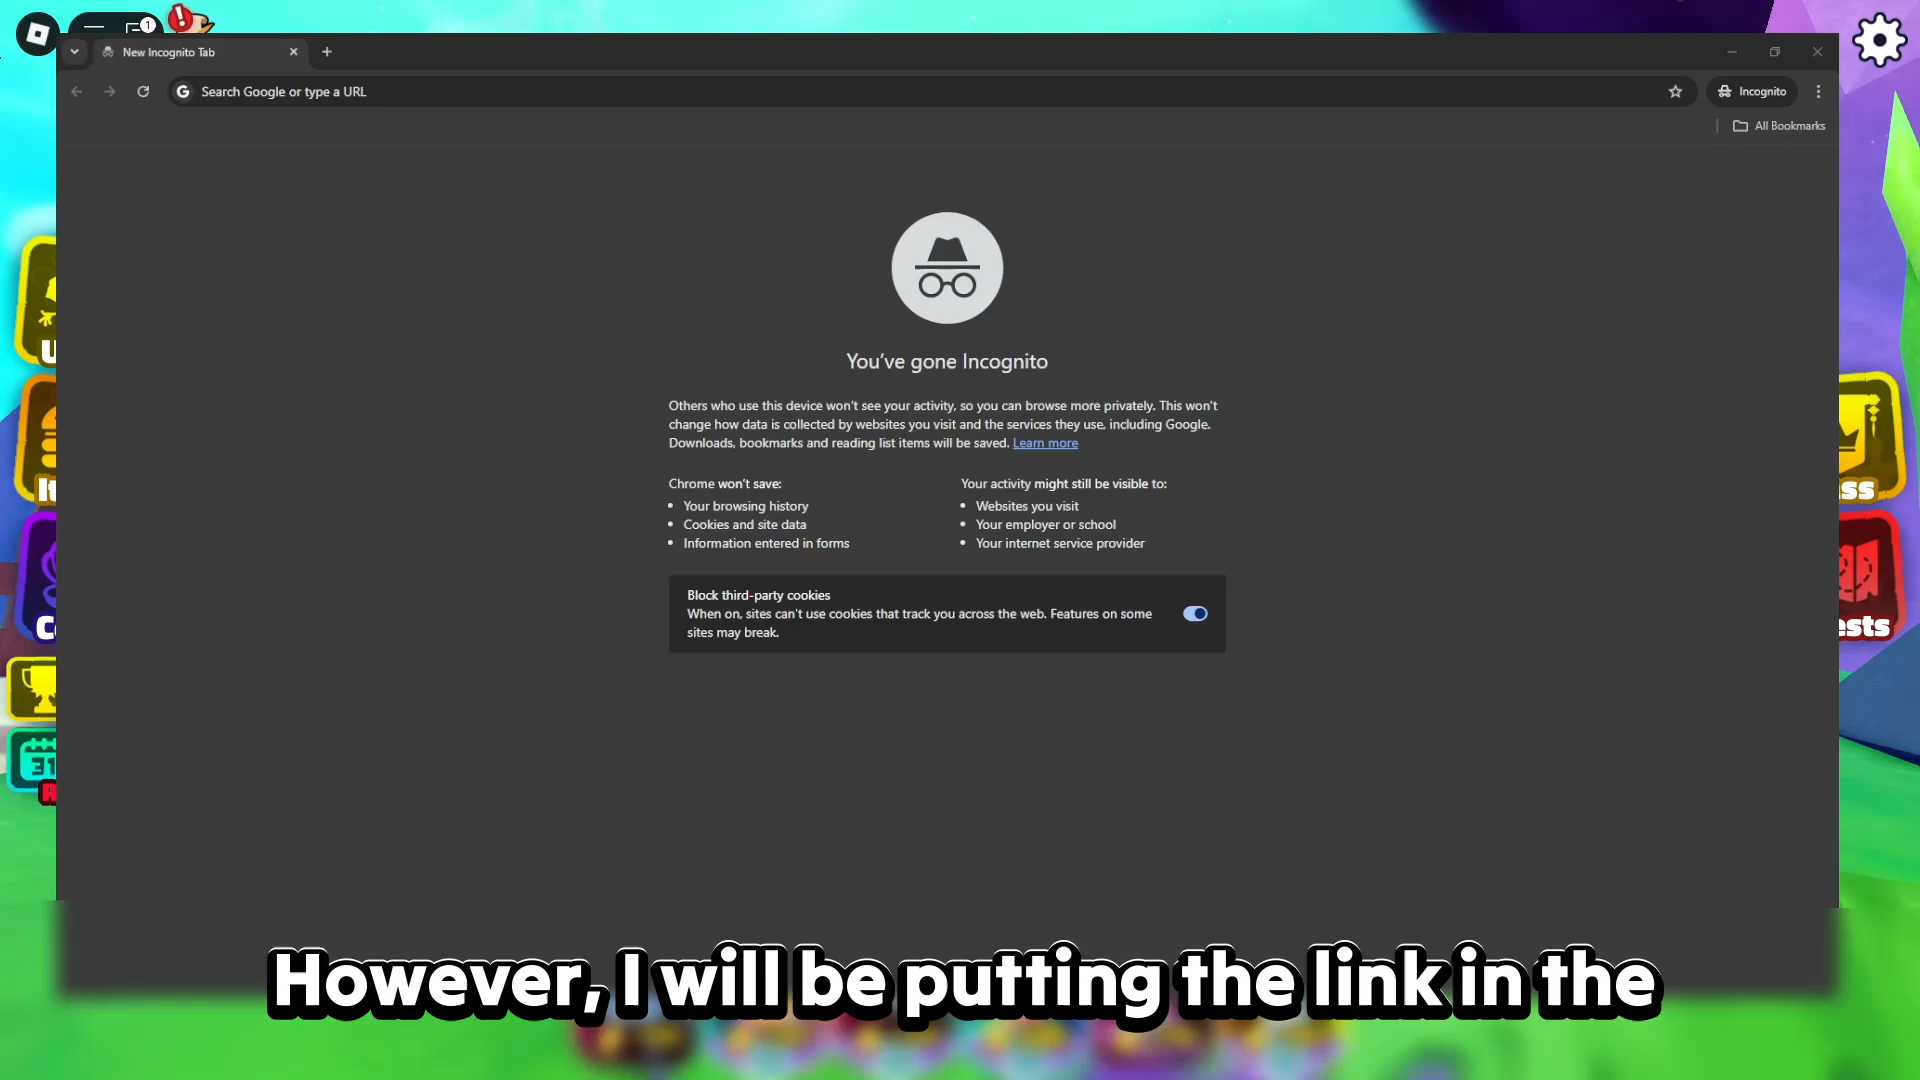 1
New Incognito Tab
Search Google or type a URL
Incognito
All Bookmarks
You've gone Incognito
Others who use this device won't see your activity, so you can browse more privately. This won't
change how data is collected by websites you visit and the services they use, including Google.
Downloads, bookmarks and reading list items will be saved. Learn more
Chrome won't save:
Your browsing history
Cookies and site data
Information entered in forms
Your activity might still be visible to:
Websites you visit
Your employer or school
Your internet service provider
Block third-party cookies
When on, sites can't use cookies that track you across the web. Features on some
sites may break.
31
However, I will be putting the link in the